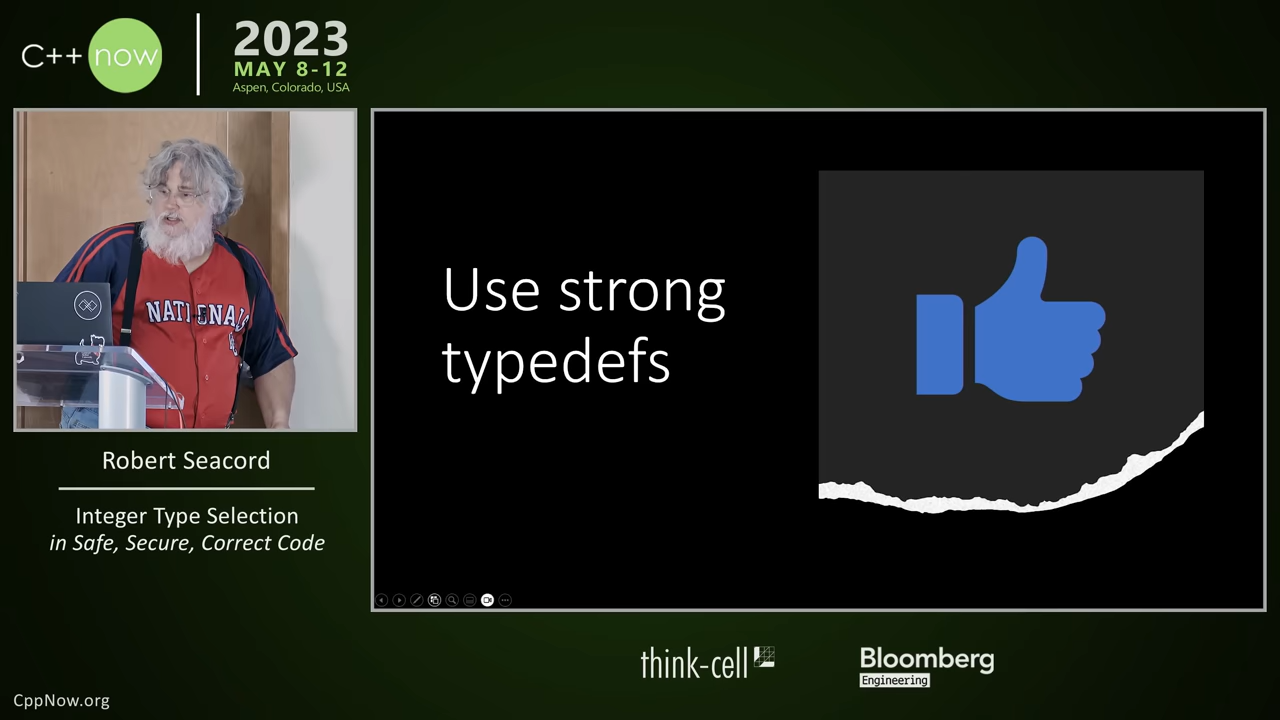 C++ now
2023
MAY 8-12
Aspen, Colorado, USA
NATIONALS
Use strong
typedefs
Robert Seacord
Integer Type Selection
in Safe, Secure, Correct Code
think-cell
Bloomberg
Engineering
CppNow.org